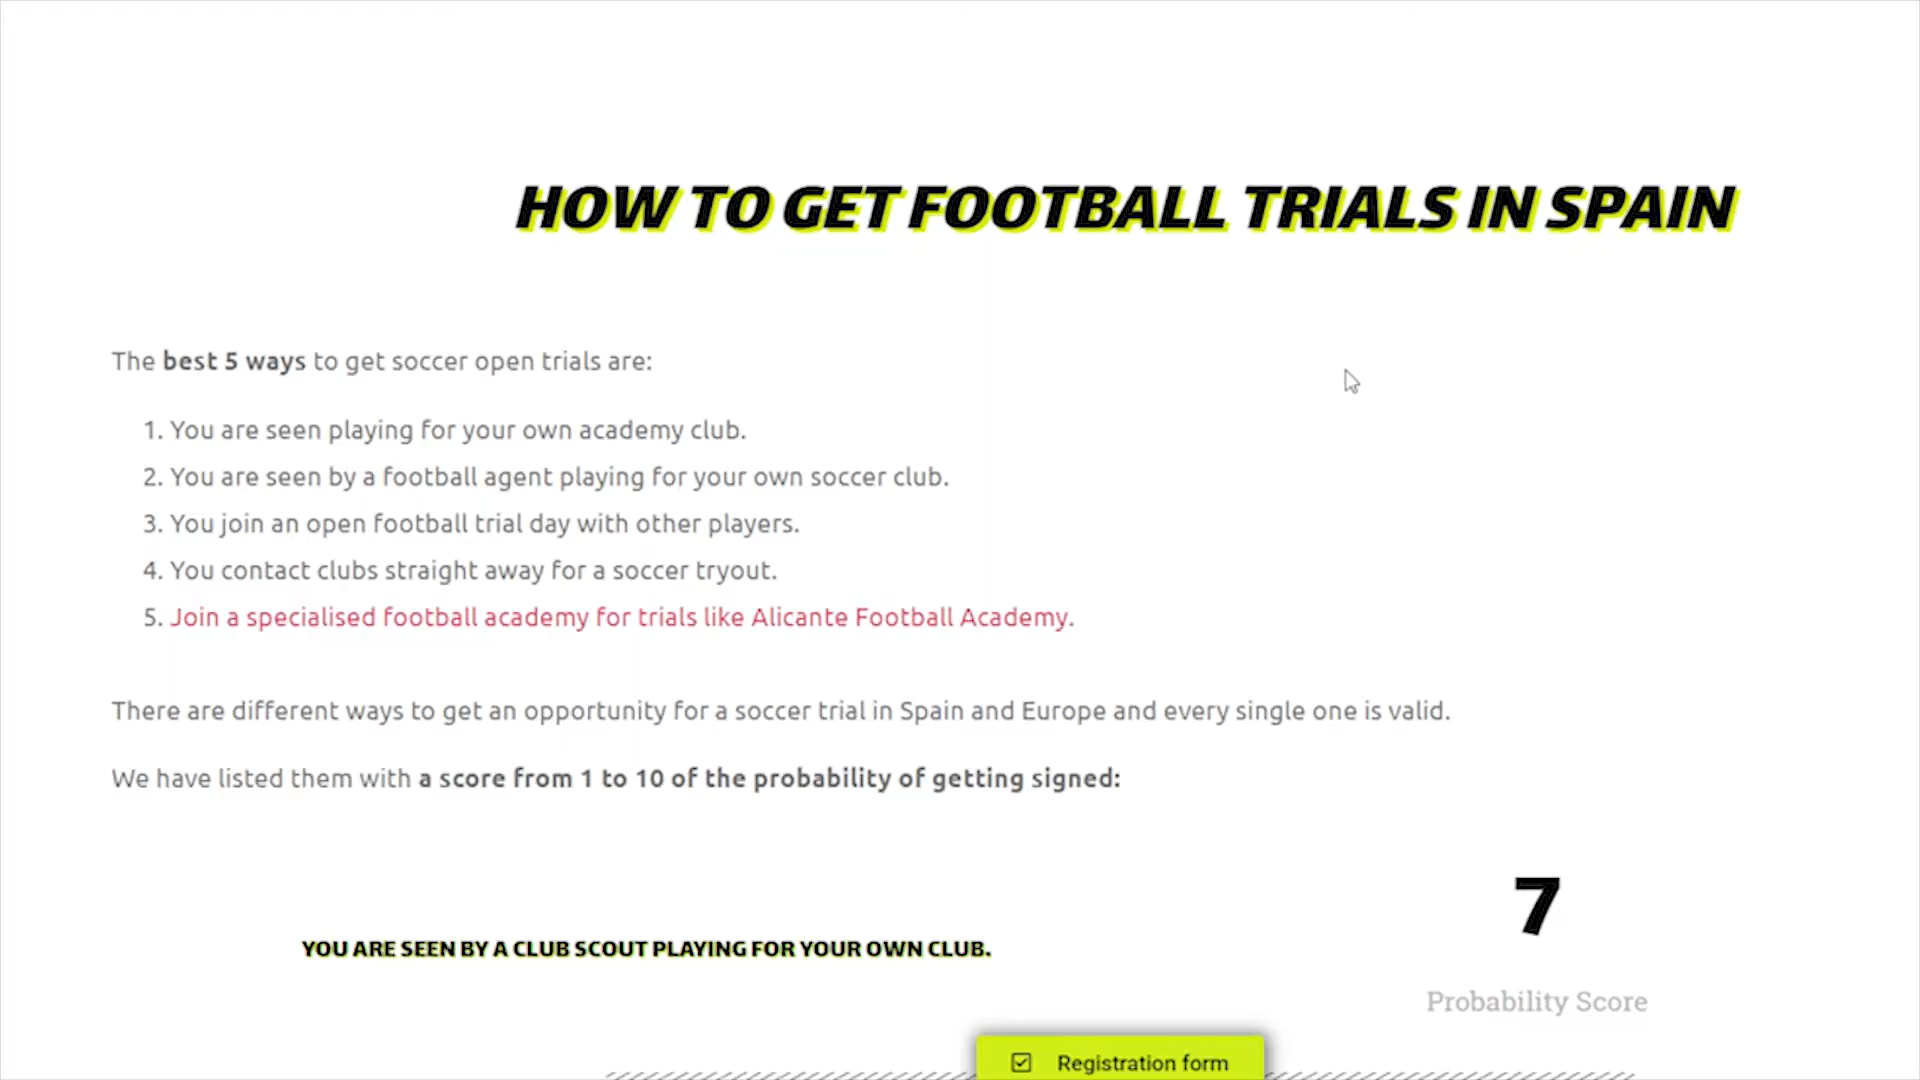 HOW TO GET FOOTBALL TRIALS IN SPAIN
The best 5 ways to get soccer open trials are:
1. You are seen playing for your own academy club.
2. You are seen by a football agent playing for your own soccer club.
3. You join an open football trial day with other players.
4. You contact clubs straight away for a soccer tryout.
5. Join a specialised football academy for trials like Alicante Football Academy.
There are different ways to get an opportunity for a soccer trial in Spain and Europe and every single one is valid.
We have listed them with a score from 1 to 10 of the probability of getting signed:
7
YOU ARE SEEN BY A CLUB SCOUT PLAYING FOR YOUR OWN CLUB.
Probability Score
Registration form